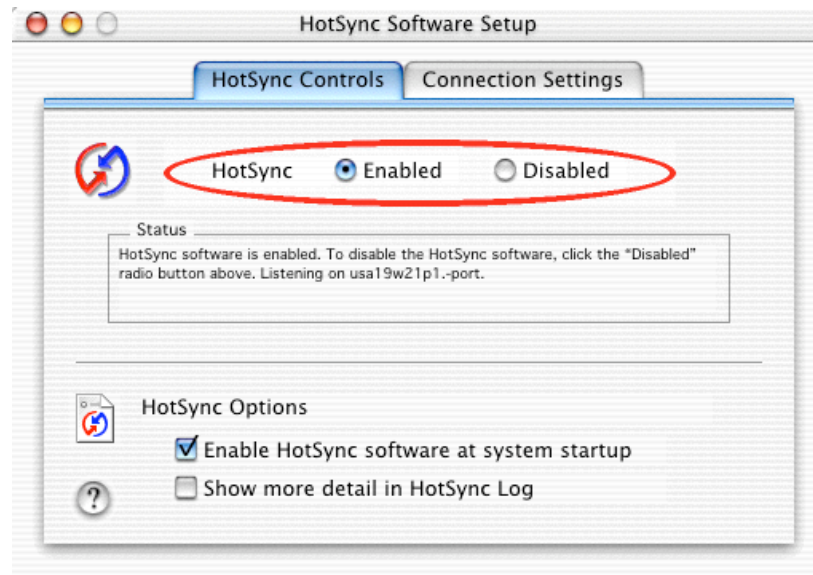 HotSync Software Setup
HotSync Controls Connection Settings
HotSync Enabled Disabled
Status
HotSync software is enabled. To disable the HotSync software, click the “Disabled”
radio button above. Listening on usa19w21p1.-port.
HotSync Options
Enable HotSync software at system startup
Show more detail in HotSync Log
?